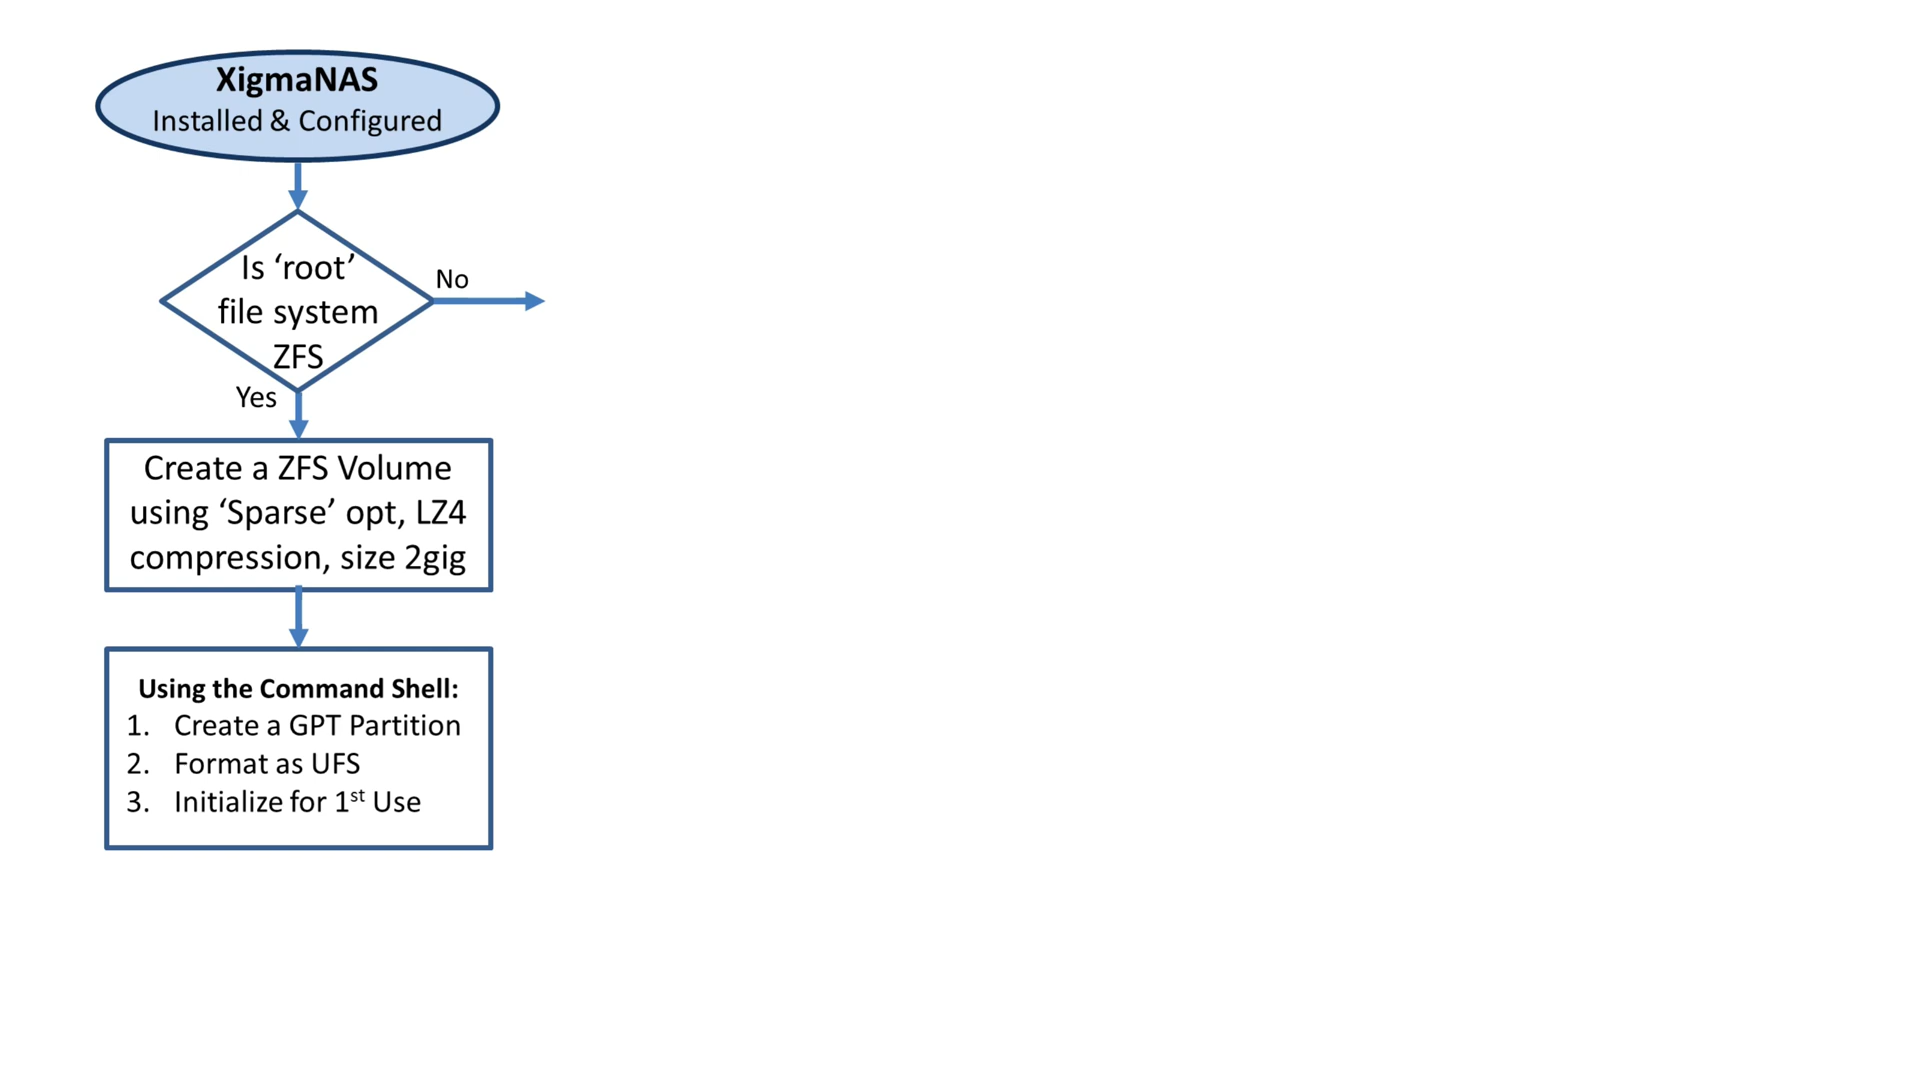 XigmaNAS
Installed & Configured
Is ‘root’
file system
ZFS
No
Yes
Create a ZFS Volume
using ‘Sparse’ opt, LZ4
compression, size 2gig
Using the Command Shell:
1. Create a GPT Partition
2. Format as UFS
3. Initialize for 1st Use